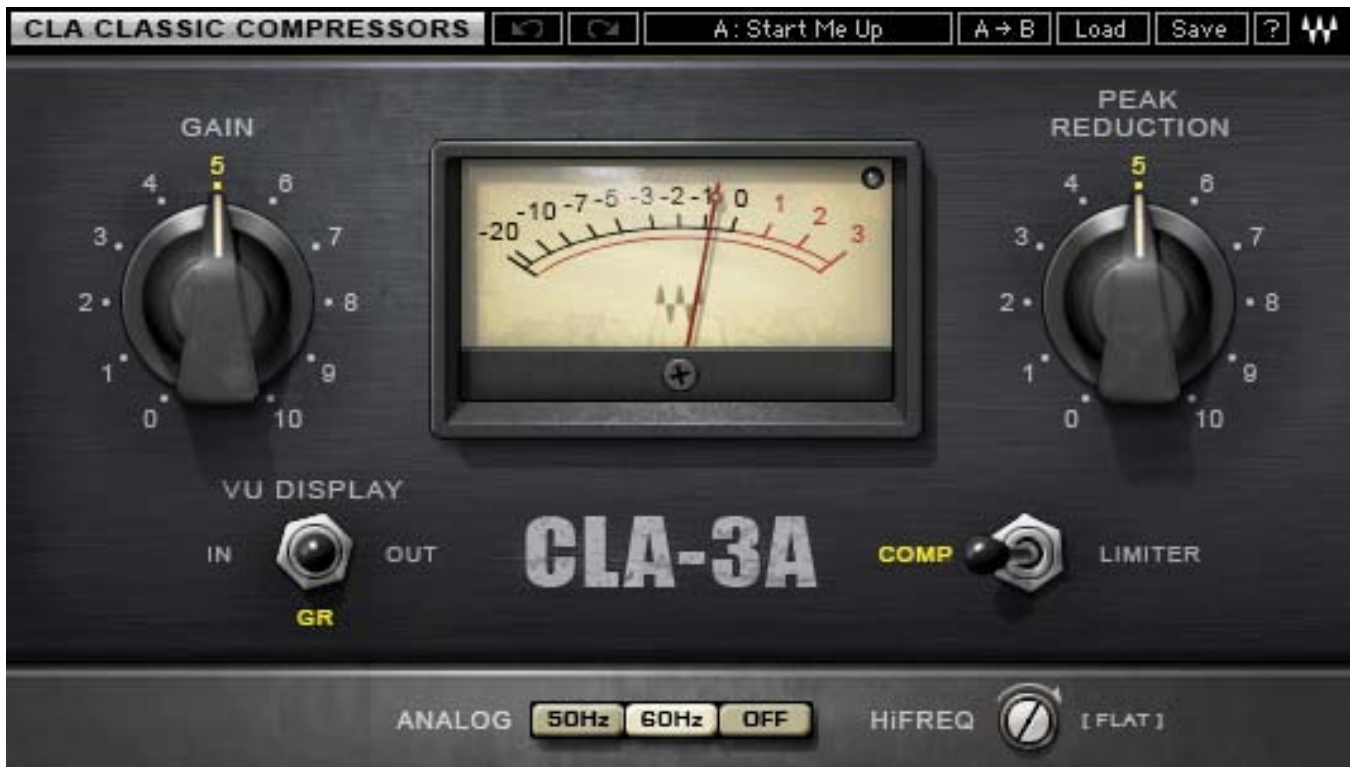 CLA CLASSIC COMPRESSORS A: Start Me Up A→B Load Save ?
GAIN
0 1 2 3 4 5 6 7 8 9 10
-20 -10 -7 -5 -3 -2 -1 0 1 2 3
PEAK
REDUCTION
0 1 2 3 4 5 6 7 8 9 10
VU DISPLAY
IN OUT
GR
CLA-3A
COMP LIMITER
ANALOG 50Hz 60Hz OFF HiFREQ [ FLAT ]